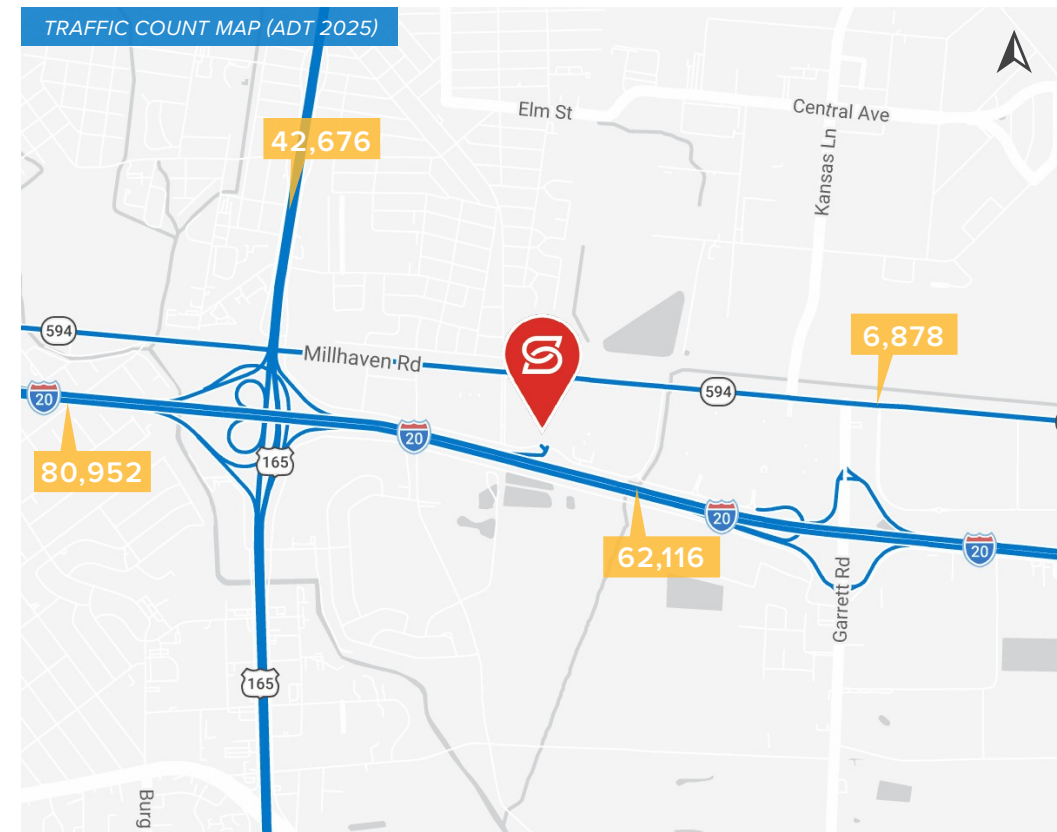 TRAFFIC COUNT MAP (ADT 2025)
Elm St
Central Ave
42,676
Kansas Ln
594
Millhaven Rd
6,878
594
20
20
165
80,952
20
62,116
20
Garrett Rd
165
Burg